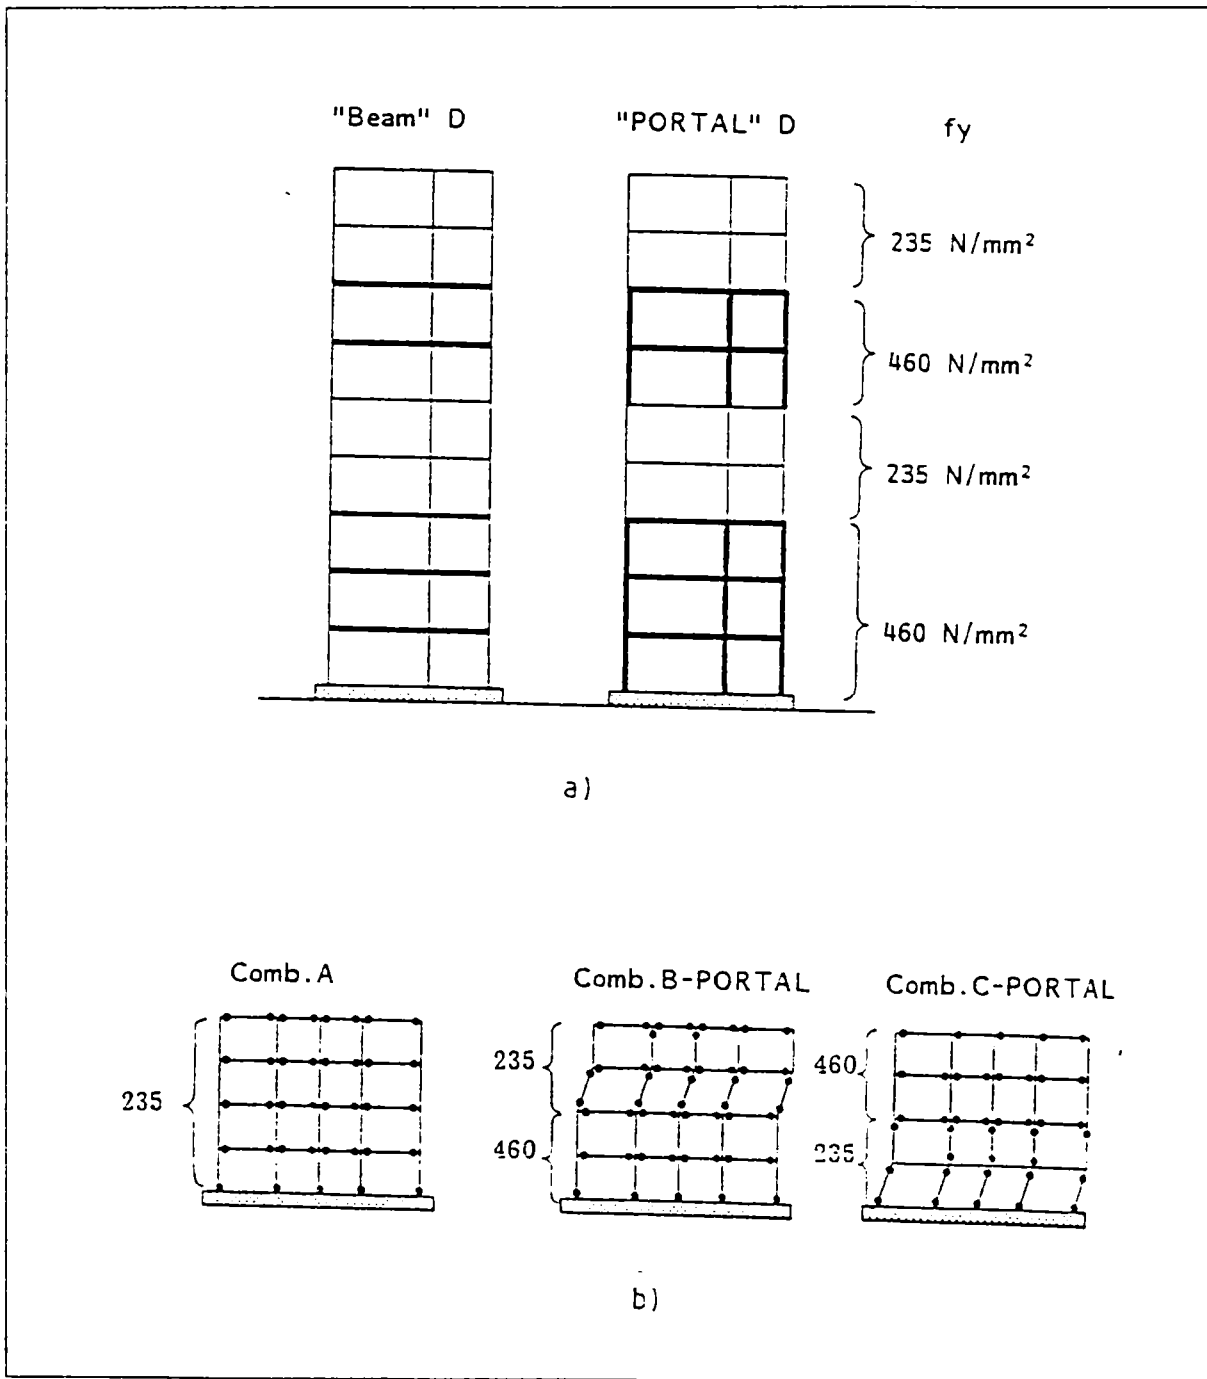 "Beam" D
"PORTAL" D
fy
235 N/mm²
460 N/mm²
235 N/mm²
460 N/mm²
a)
Comb.A
Comb.B-PORTAL
Comb.C-PORTAL
235
235
460
460
235
b)